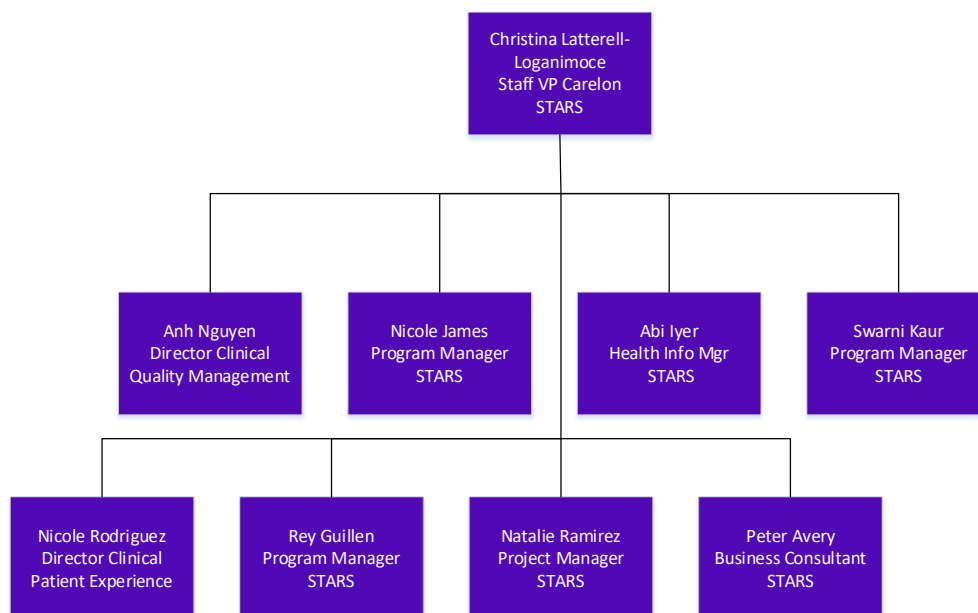 Christina Latterell-
Loganimoce
Staff VP Carelon
STARS
Anh Nguyen
Director Clinical
Quality Management
Nicole James
Program Manager
STARS
Abi Iyer
Health Info Mgr
STARS
Swarni Kaur
Program Manager
STARS
Nicole Rodriguez
Director Clinical
Patient Experience
Rey Guillen
Program Manager
STARS
Natalie Ramirez
Project Manager
STARS
Peter Avery
Business Consultant
STARS